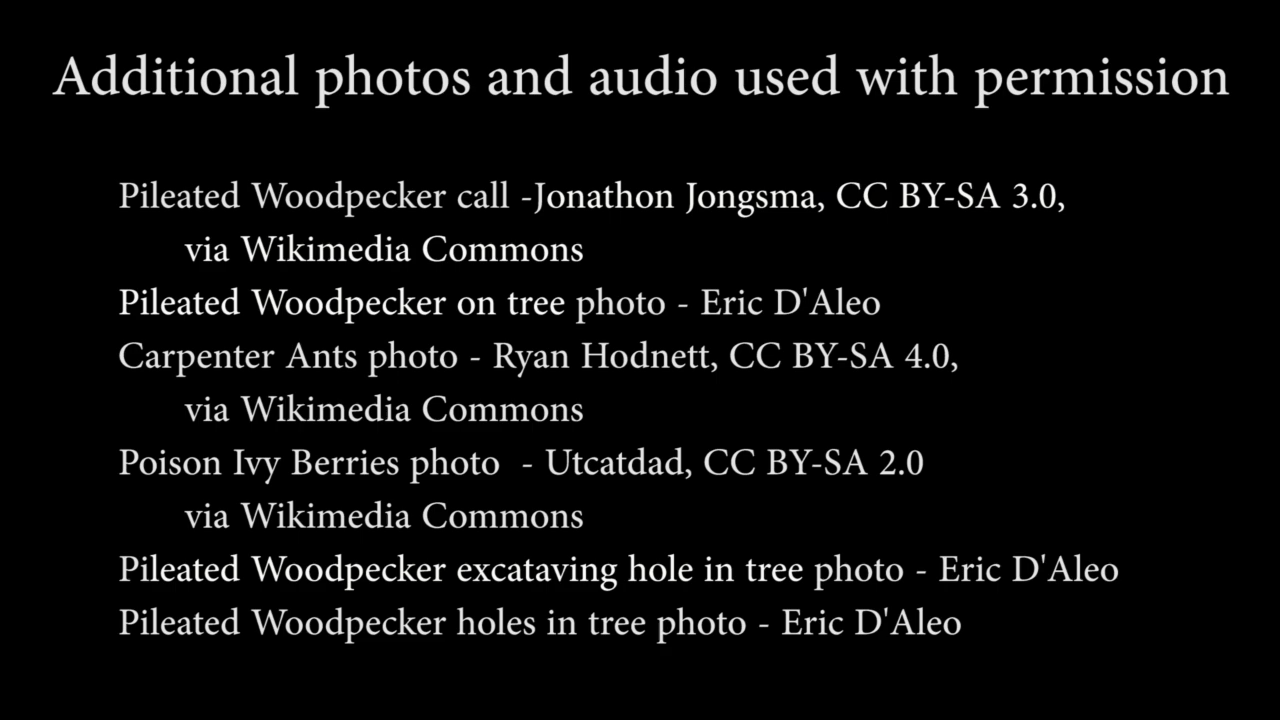 Additional photos and audio used with permission
Pileated Woodpecker call -Jonathon Jongsma, CC BY-SA 3.0,
via Wikimedia Commons
Pileated Woodpecker on tree photo - Eric D'Aleo
Carpenter Ants photo - Ryan Hodnett, CC BY-SA 4.0,
via Wikimedia Commons
Poison Ivy Berries photo  - Utcatdad, CC BY-SA 2.0
via Wikimedia Commons
Pileated Woodpecker excataving hole in tree photo - Eric D'Aleo
Pileated Woodpecker holes in tree photo - Eric D'Aleo